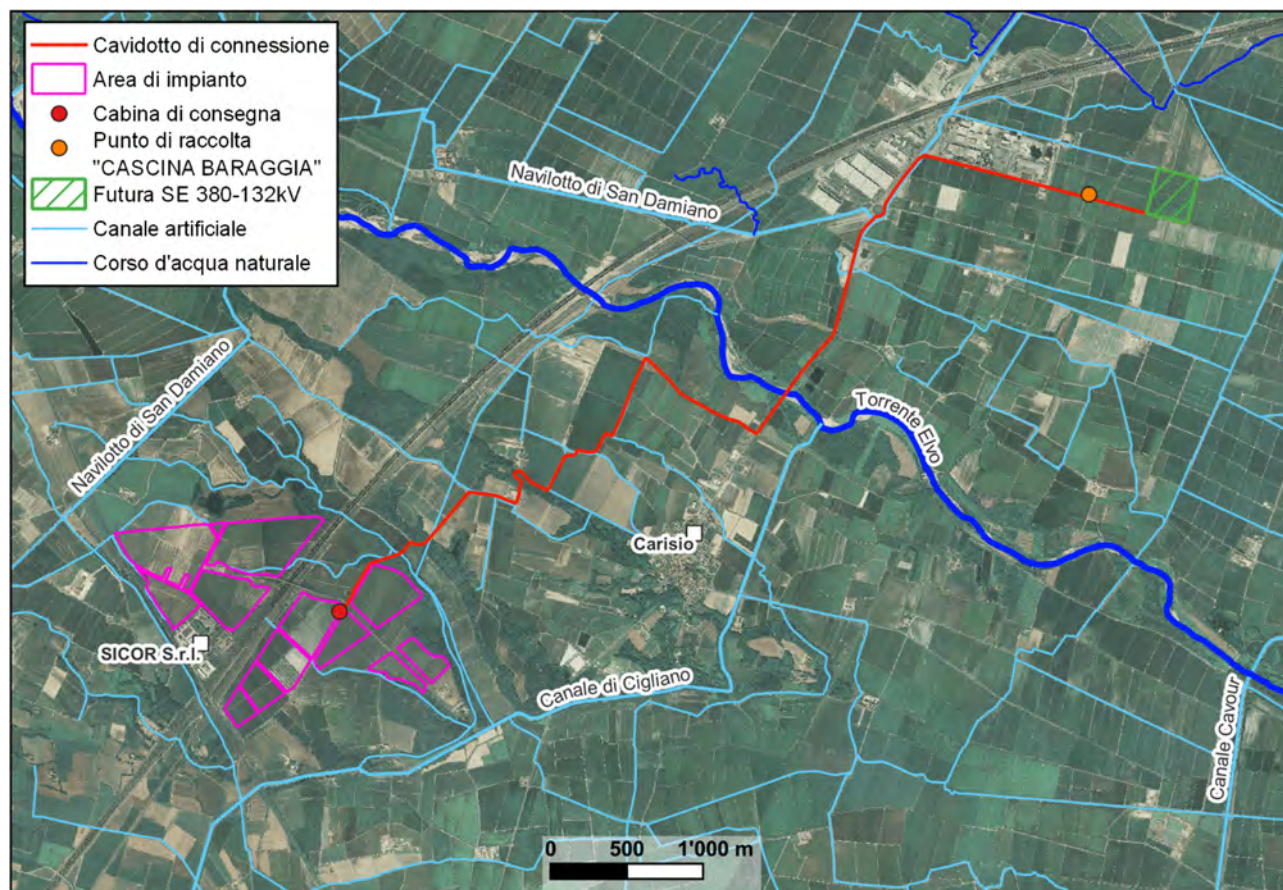 Cavidotto di connessione
Area di impianto
Cabina di consegna
Punto di raccolta
"CASCINA BARAGGIA"
Futura SE 380-132kV
Canale artificiale
Corso d'acqua naturale
Navilotto di San Damiano
Navilotto di San Damiano
Torrente Elvo
Carisio
SICOR S.r.l.
Canale di Cigliano
Canale Cavour
0 500 1'000 m